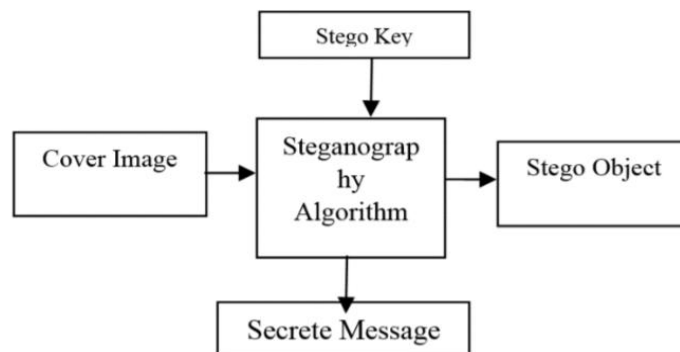 Stego Key
Cover Image
Steganograp
hy
Algorithm
Stego Object
Secrete Message